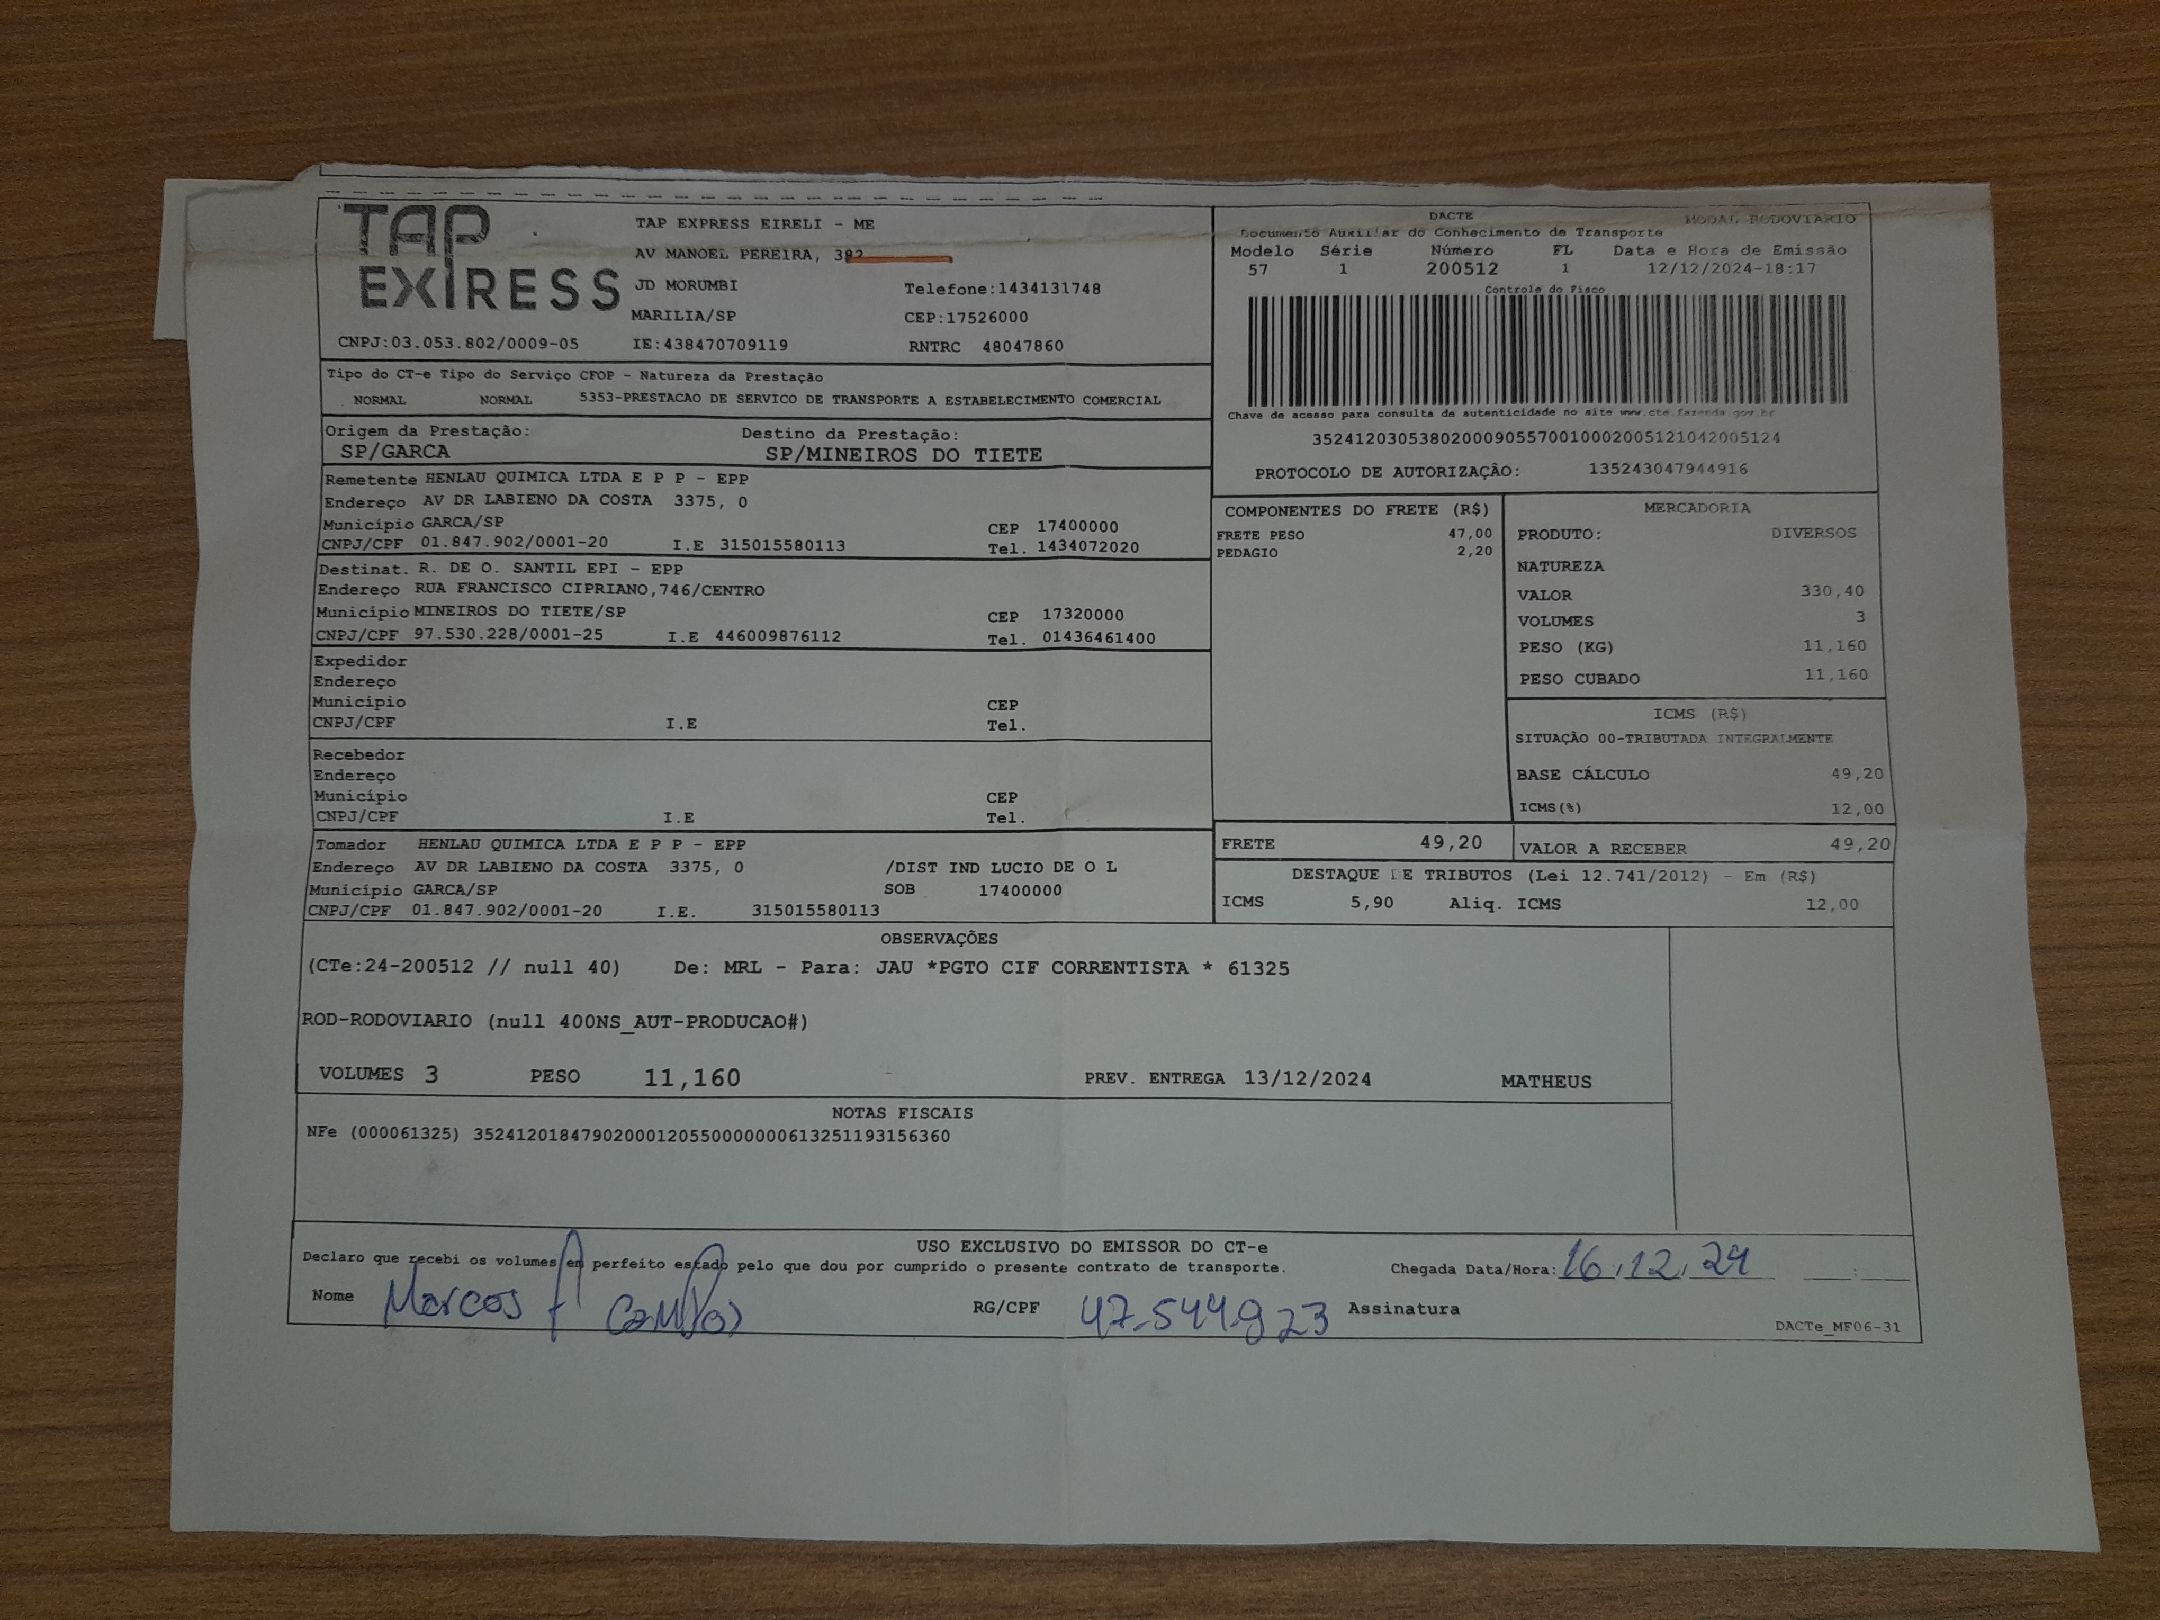 TAP
EXPRESS
TAP EXPRESS EIRELI - ME
AV MANOEL PEREIRA, 392
JD MORUMBI
Telefone:1434131748
MARILIA/SP
CEP:17526000
CNPJ:03.053.802/0009-05 IE:438470709119 RNTRC 48047860
DACTE MODAL RODOVIARIO
Documento Auxiliar do Conhecimento de Transporte
Modelo Série Número FL Data e Hora de Emissão
57 1 200512 1 12/12/2024-18:17
Controle do Fisco
Chave de acesso para consulta de autenticidade no site www.cte.fazenda.gov.br
35241203053802000905570010002005121042005124
PROTOCOLO DE AUTORIZAÇÃO: 135243047944916
Tipo do CT-e Tipo do Serviço CFOP - Natureza da Prestação
NORMAL NORMAL 5353-PRESTACAO DE SERVICO DE TRANSPORTE A ESTABELECIMENTO COMERCIAL
Origem da Prestação: Destino da Prestação:
SP/GARCA SP/MINEIROS DO TIETE
Remetente HENLAU QUIMICA LTDA E P P - EPP
Endereço AV DR LABIENO DA COSTA 3375, 0
Município GARCA/SP CEP 17400000
CNPJ/CPF 01.847.902/0001-20 I.E 315015580113 Tel. 1434072020
Destinat. R. DE O. SANTIL EPI - EPP
Endereço RUA FRANCISCO CIPRIANO,746/CENTRO
Município MINEIROS DO TIETE/SP CEP 17320000
CNPJ/CPF 97.530.228/0001-25 I.E 446009876112 Tel. 01436461400
Expedidor
Endereço
Município CEP
CNPJ/CPF I.E Tel.
Recebedor
Endereço
Município CEP
CNPJ/CPF I.E Tel.
Tomador HENLAU QUIMICA LTDA E P P - EPP
Endereço AV DR LABIENO DA COSTA 3375, 0 /DIST IND LUCIO DE O L
Município GARCA/SP SOB 17400000
CNPJ/CPF 01.847.902/0001-20 I.E. 315015580113
COMPONENTES DO FRETE (R$)
FRETE PESO 47,00
PEDAGIO 2,20
MERCADORIA
PRODUTO: DIVERSOS
NATUREZA
VALOR 330,40
VOLUMES 3
PESO (KG) 11,160
PESO CUBADO 11,160
ICMS (R$)
SITUAÇÃO 00-TRIBUTADA INTEGRALMENTE
BASE CÁLCULO 49,20
ICMS(%) 12,00
FRETE 49,20 VALOR A RECEBER 49,20
DESTAQUE DE TRIBUTOS (Lei 12.741/2012) - Em (R$)
ICMS 5,90 Aliq. ICMS 12,00
OBSERVAÇÕES
(CTe:24-200512 // null 40) De: MRL - Para: JAU *PGTO CIF CORRENTISTA * 61325
ROD-RODOVIARIO (null 400NS_AUT-PRODUCAO#)
VOLUMES 3 PESO 11,160 PREV. ENTREGA 13/12/2024 MATHEUS
NOTAS FISCAIS
NFe (000061325) 35241201847902000120550000000613251193156360
USO EXCLUSIVO DO EMISSOR DO CT-e
Declaro que recebi os volumes em perfeito estado pelo que dou por cumprido o presente contrato de transporte. Chegada Data/Hora: 16.12.24 :
Nome Marcos A Campos RG/CPF 47.544.923 Assinatura
DACTe_MF06-31